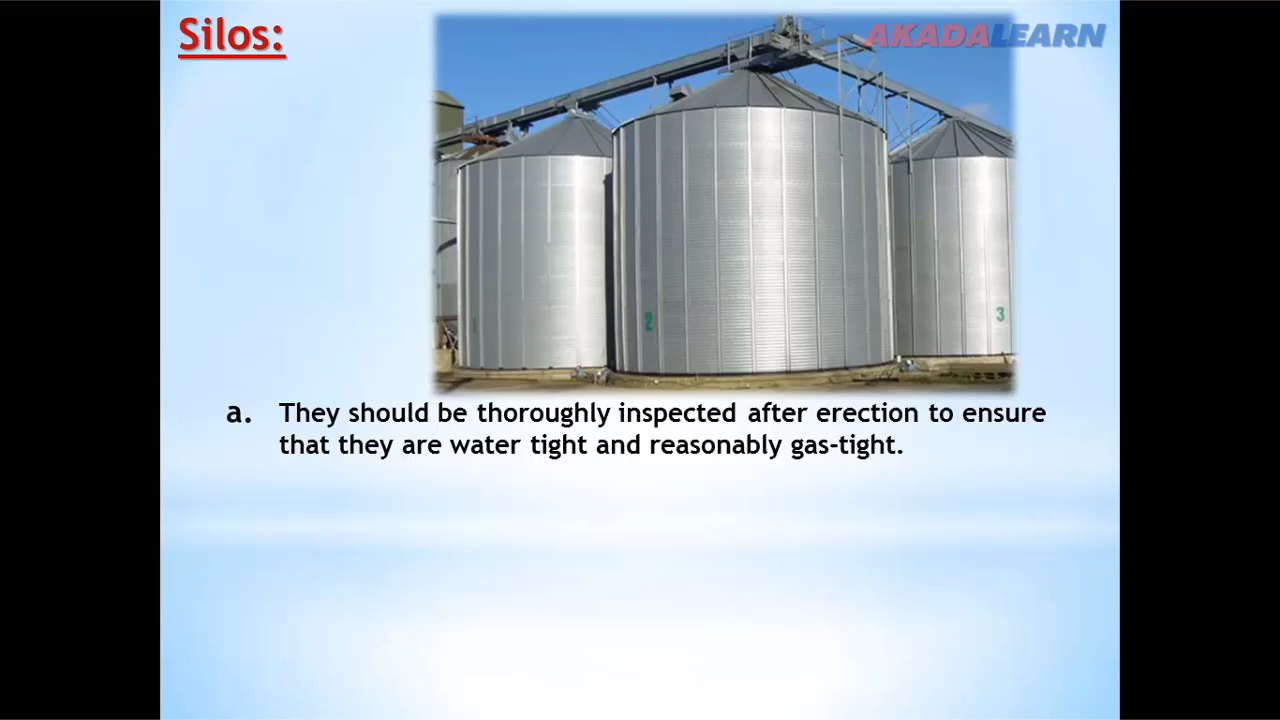 Silos:
AKADALEARN
2
3
a. They should be thoroughly inspected after erection to ensure
that they are water tight and reasonably gas-tight.